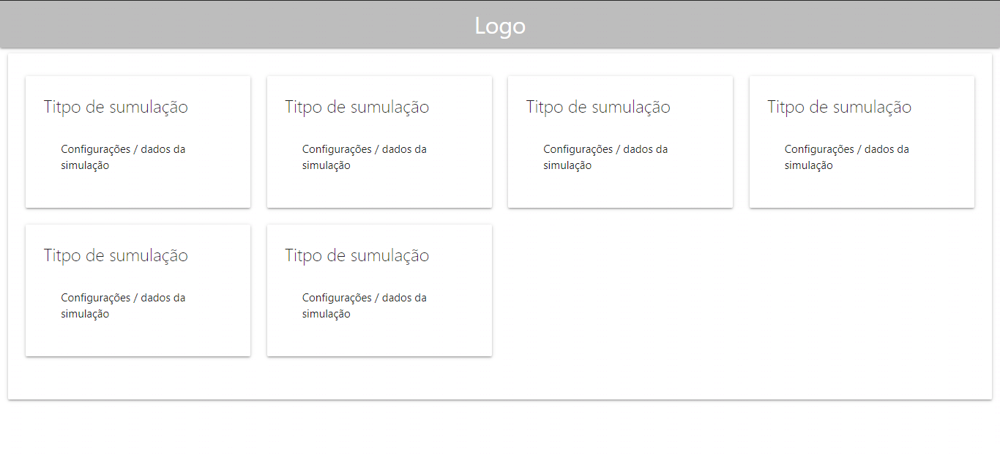 Logo
Titpo de sumulação
Configurações / dados da
simulação
Titpo de sumulação
Configurações / dados da
simulação
Titpo de sumulação
Configurações / dados da
simulação
Titpo de sumulação
Configurações / dados da
simulação
Titpo de sumulação
Configurações / dados da
simulação
Titpo de sumulação
Configurações / dados da
simulação